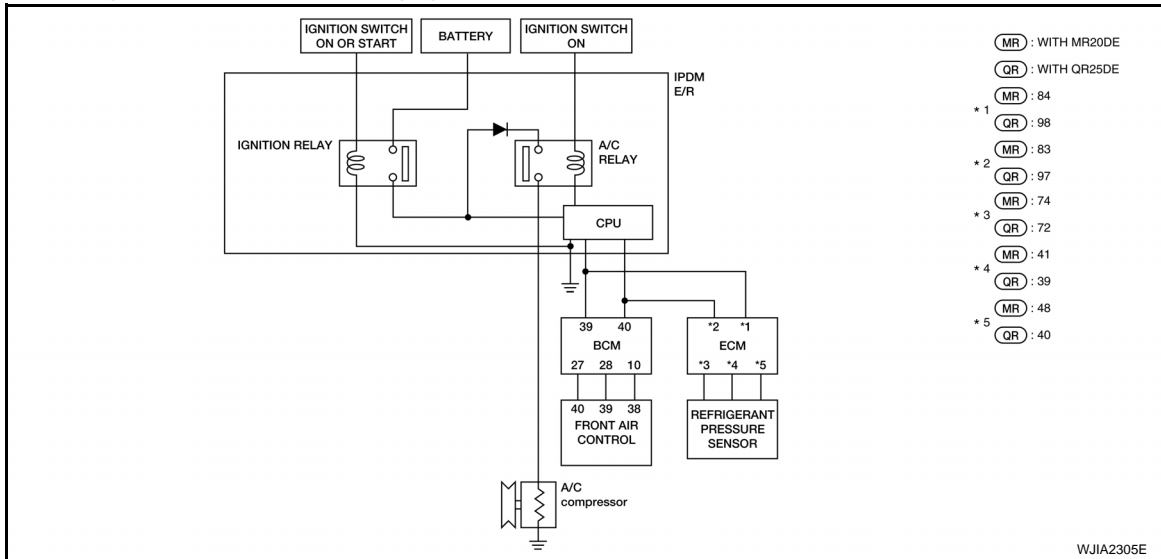 IGNITION SWITCH
ON OR START
BATTERY
IGNITION SWITCH
ON
IPDM
E/R
IGNITION RELAY
A/C
RELAY
CPU
39 40
BCM
27 28 10
*2 *1
ECM
*3 *4 *5
40 39 38
FRONT AIR
CONTROL
REFRIGERANT
PRESSURE
SENSOR
A/C
compressor
MR : WITH MR20DE
QR : WITH QR25DE
* 1
MR : 84
QR : 98
* 2
MR : 83
QR : 97
* 3
MR : 74
QR : 72
* 4
MR : 41
QR : 39
* 5
MR : 48
QR : 40
WJIA2305E